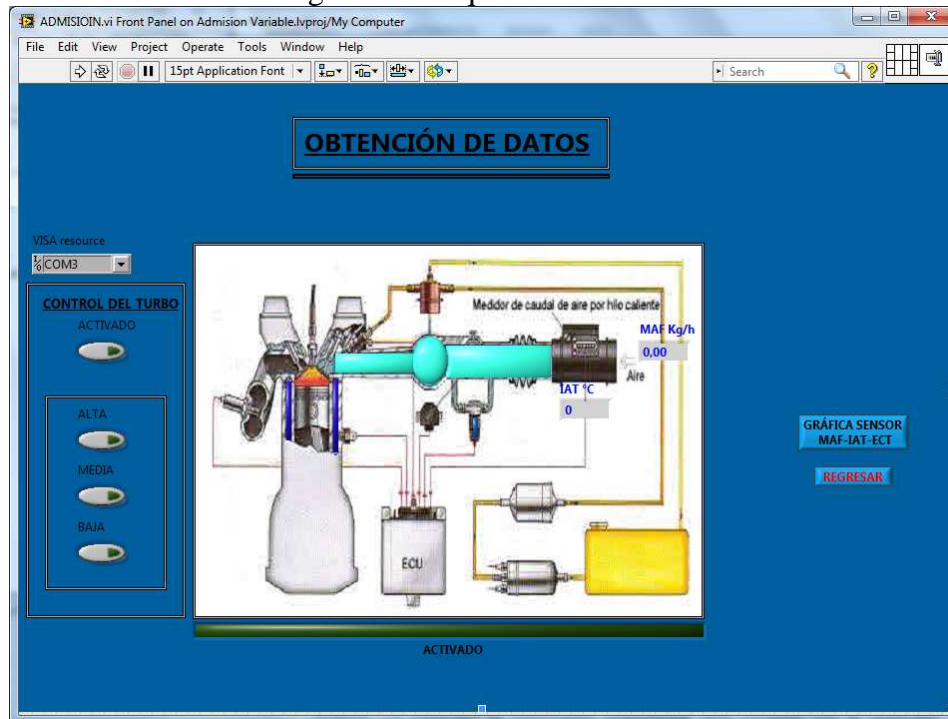 ADMISIOIN.vi Front Panel on Admision Variable.lvproj/My Computer
File Edit View Project Operate Tools Window Help
15pt Application Font
Search
OBTENCIÓN DE DATOS
VISA resource
COM3
CONTROL DEL TURBO
ACTIVADO
ALTA
MEDIA
BAJA
Medidor de caudal de aire por hilo caliente
MAF Kg/h
0,00
Aire
IAT °C
0
ECU
GRÁFICA SENSOR
MAF-IAT-ECT
REGRESAR
ACTIVADO